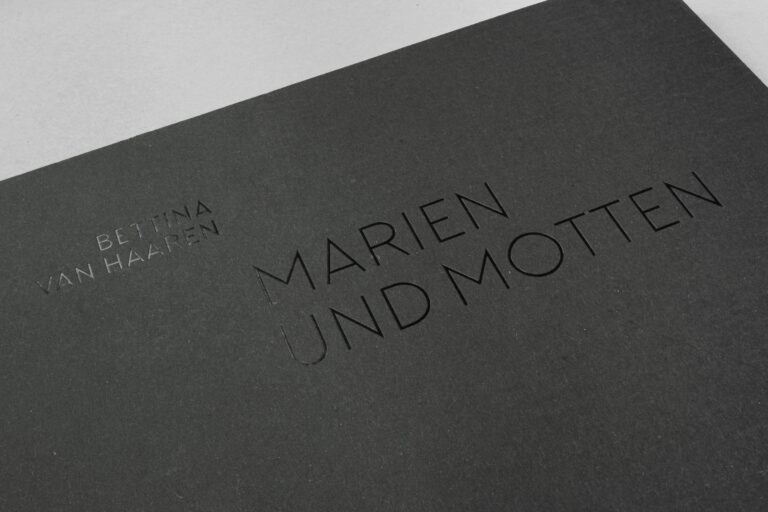 BETTINA
VAN HAAREN
MARIEN
UND MOTTEN